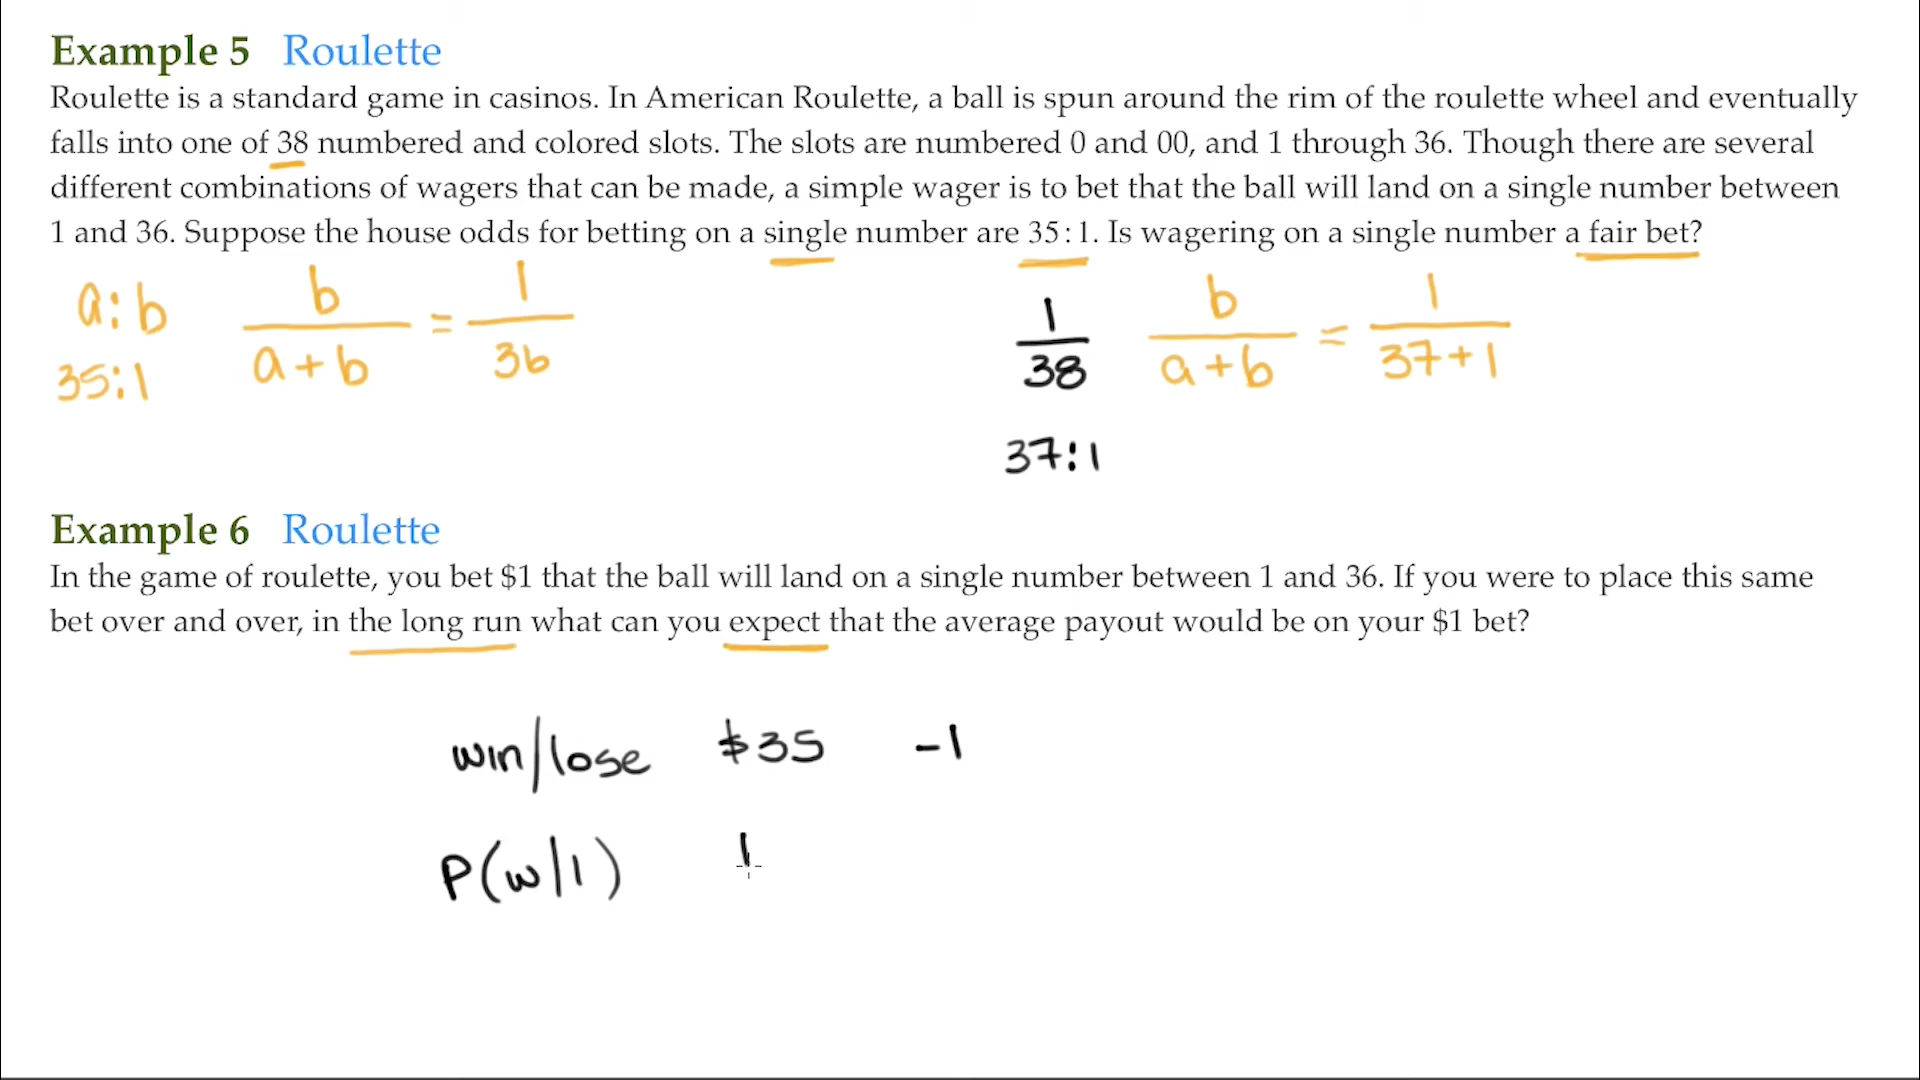 Example 5 Roulette
Roulette is a standard game in casinos. In American Roulette, a ball is spun around the rim of the roulette wheel and eventually
falls into one of 38 numbered and colored slots. The slots are numbered 0 and 00, and 1 through 36. Though there are several
different combinations of wagers that can be made, a simple wager is to bet that the ball will land on a single number between
1 and 36. Suppose the house odds for betting on a single number are 35:1. Is wagering on a single number a fair bet?
a:b b/(a+b) = 1/36
35:1
1/38 b/(a+b) = 1/(37+1)
37:1
Example 6 Roulette
In the game of roulette, you bet $1 that the ball will land on a single number between 1 and 36. If you were to place this same
bet over and over, in the long run what can you expect that the average payout would be on your $1 bet?
win/lose $35 -1
P(w/l) 1